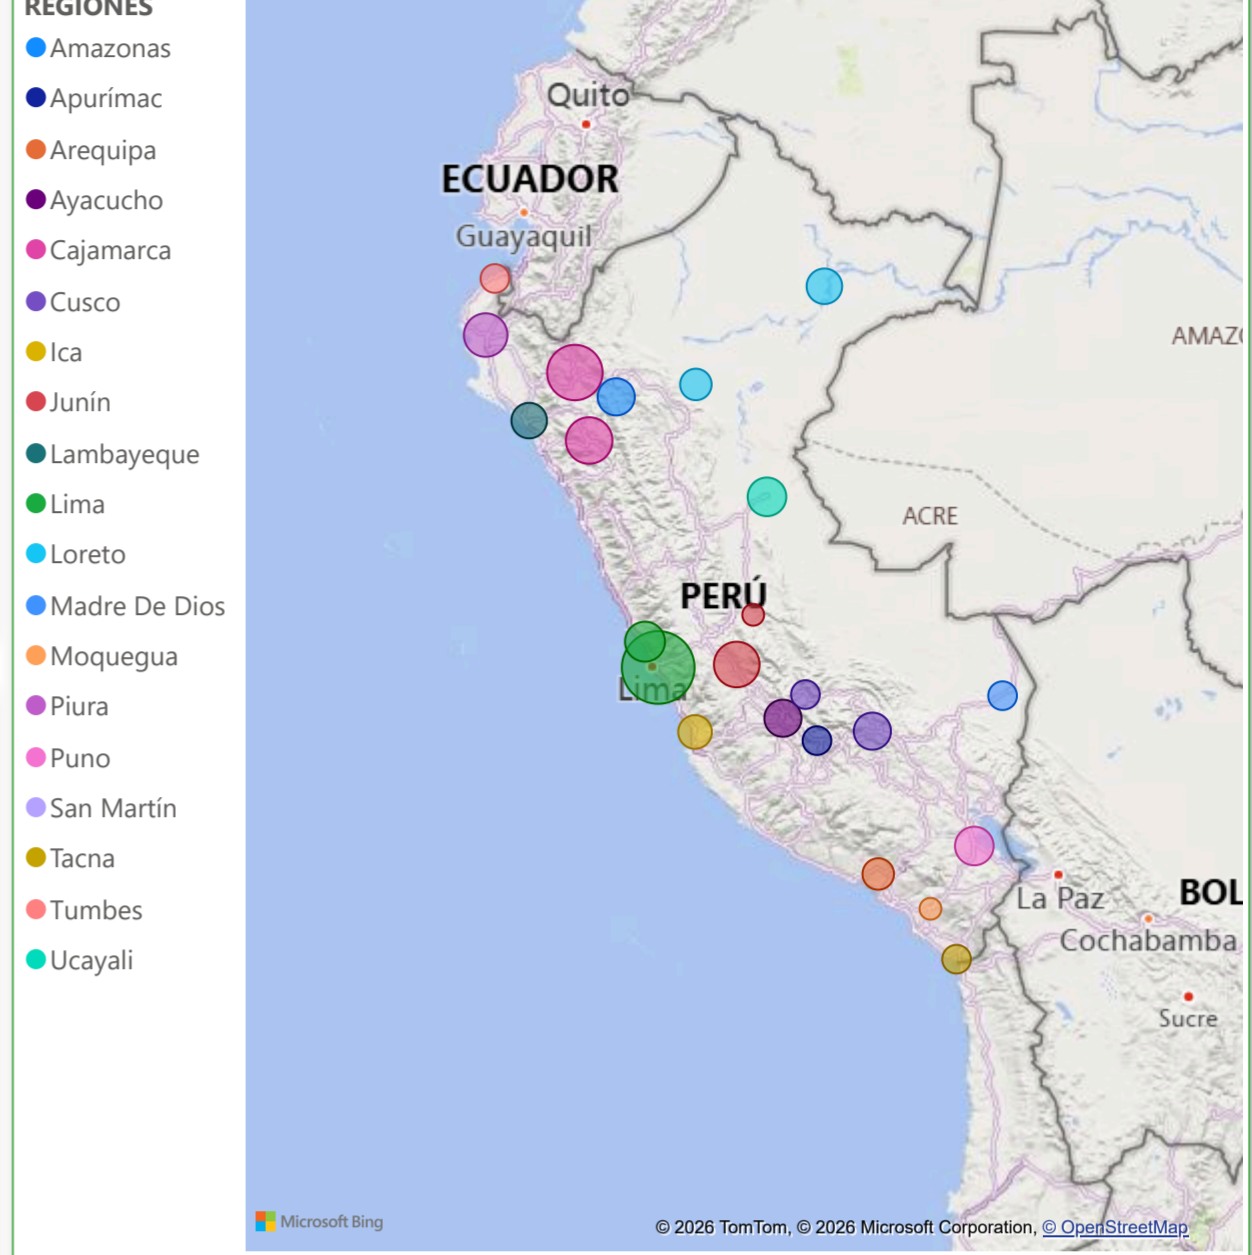 REGIONES
Amazonas
Apurímac
Arequipa
Ayacucho
Cajamarca
Cusco
Ica
Junín
Lambayeque
Lima
Loreto
Madre De Dios
Moquegua
Piura
Puno
San Martín
Tacna
Tumbes
Ucayali
Quito
ECUADOR
Guayaquil
AMAZO
ACRE
PERÚ
Lima
La Paz
BOL
Cochabamba
Sucre
Microsoft Bing
© 2026 TomTom, © 2026 Microsoft Corporation, © OpenStreetMap